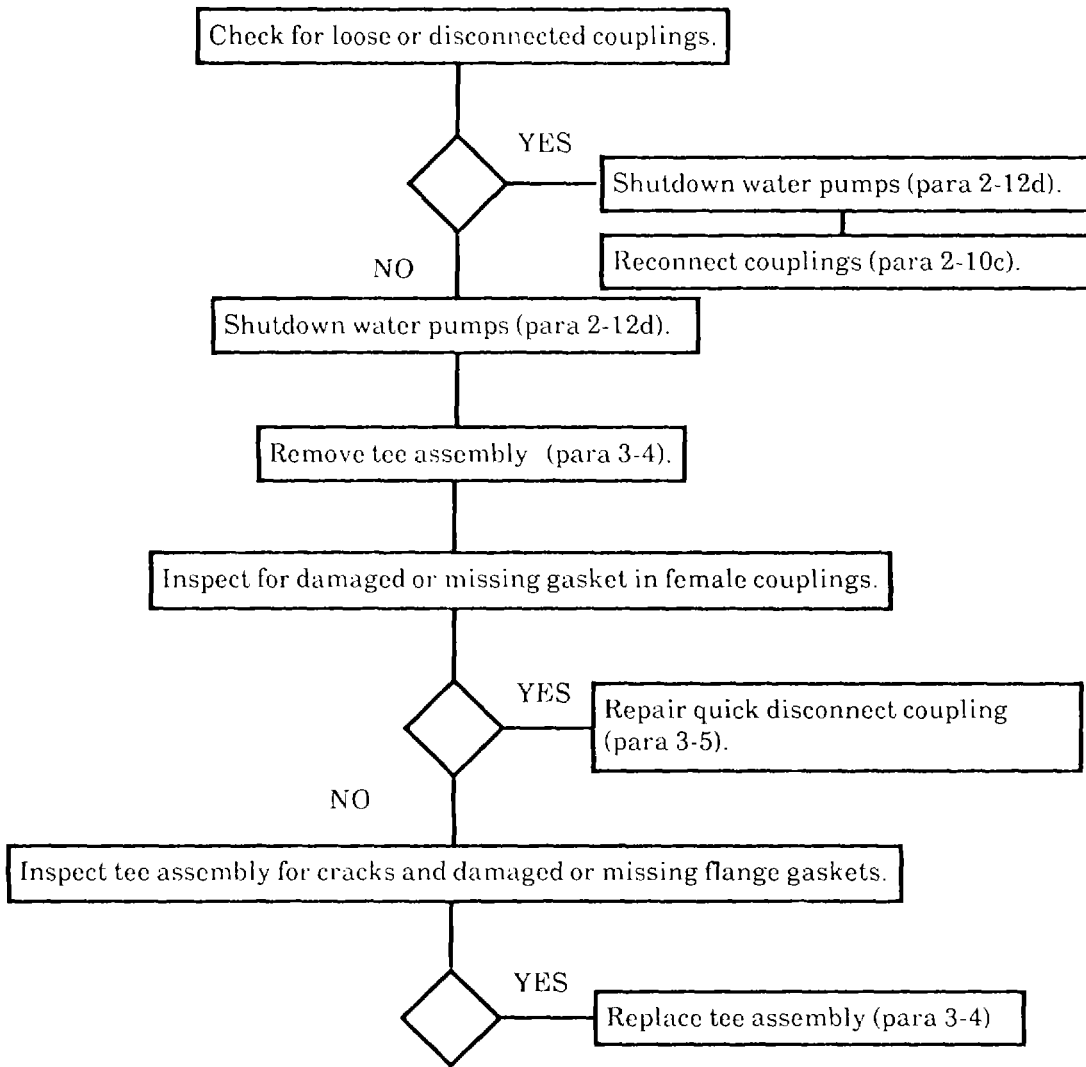 Check for loose or disconnected couplings.
YES
Shutdown water pumps (para 2-12d).
Reconnect couplings (para 2-10c).
NO
Shutdown water pumps (para 2-12d).
Remove tee assembly (para 3-4).
Inspect for damaged or missing gasket in female couplings.
YES
Repair quick disconnect coupling
(para 3-5).
NO
Inspect tee assembly for cracks and damaged or missing flange gaskets.
YES
Replace tee assembly (para 3-4)